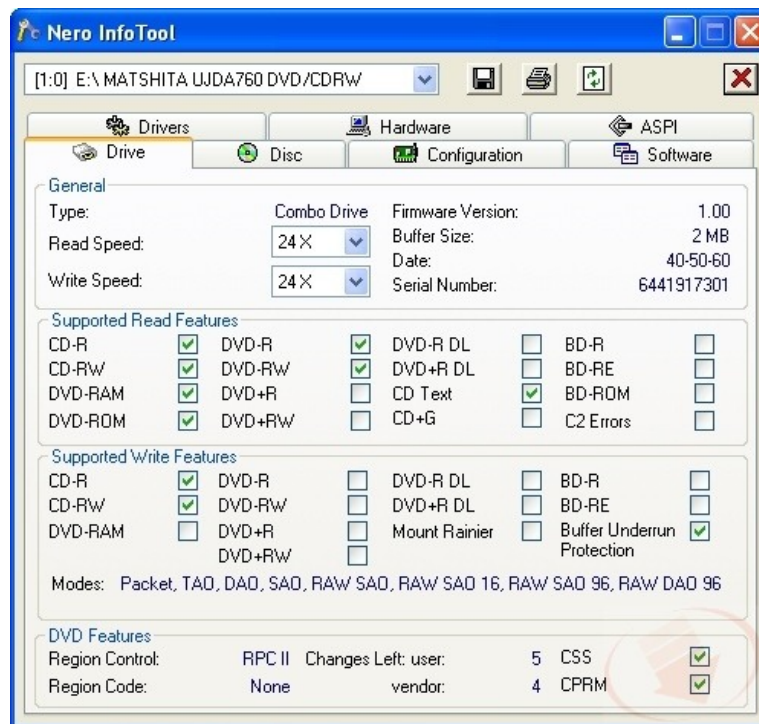 Nero InfoTool
[1:0] E:\ MATSHITA UJDA760 DVD/CDRW
Drivers Hardware ASPI
Drive Disc Configuration Software
General
Type: Combo Drive Firmware Version: 1.00
Read Speed: 24 X Buffer Size: 2 MB
Date: 40-50-60
Write Speed: 24 X Serial Number: 6441917301
Supported Read Features
CD-R DVD-R DVD-R DL BD-R
CD-RW DVD-RW DVD+R DL BD-RE
DVD-RAM DVD+R CD Text BD-ROM
DVD-ROM DVD+RW CD+G C2 Errors
Supported Write Features
CD-R DVD-R DVD-R DL BD-R
CD-RW DVD-RW DVD+R DL BD-RE
DVD-RAM DVD+R Mount Rainier Buffer Underrun
DVD+RW Protection
Modes: Packet, TAO, DAO, SAO, RAW SAO, RAW SAO 16, RAW SAO 96, RAW DAO 96
DVD Features
Region Control: RPC II Changes Left: user: 5 CSS
Region Code: None vendor: 4 CPRM